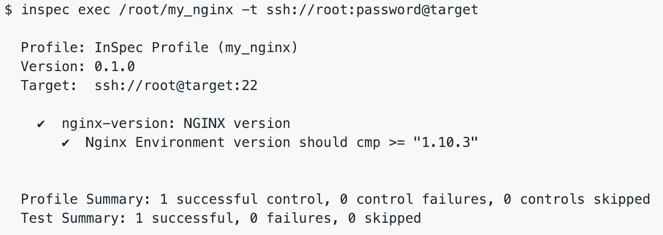 $ inspec exec /root/my_nginx -t ssh://root:password@target
Profile: InSpec Profile (my_nginx)
Version: 0.1.0
Target:  ssh://root@target:22
✔  nginx-version: NGINX version
✔  Nginx Environment version should cmp >= "1.10.3"
Profile Summary: 1 successful control, 0 control failures, 0 controls skipped
Test Summary: 1 successful, 0 failures, 0 skipped